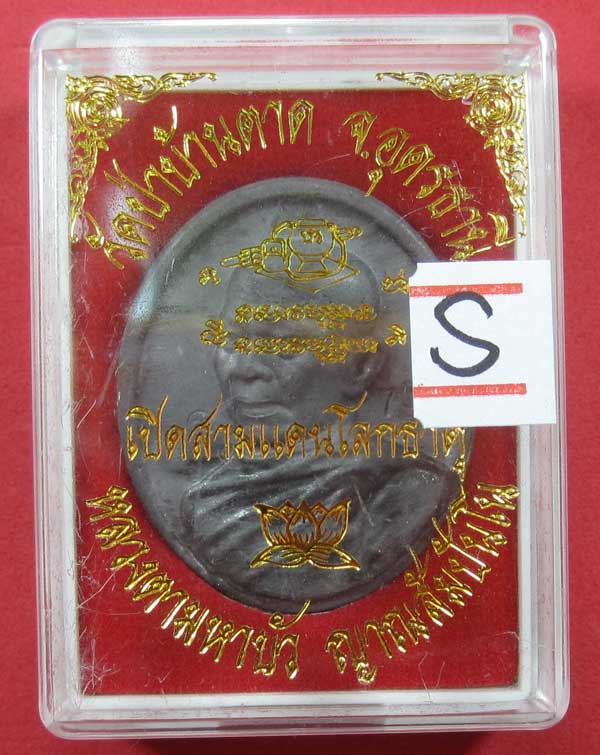 วัดป่าบ้านตาด จ.อุดรธานี
S
เปิดสามแดนโลกธาตุ
หลวงตามหาบัว ญาณสัมปันโน